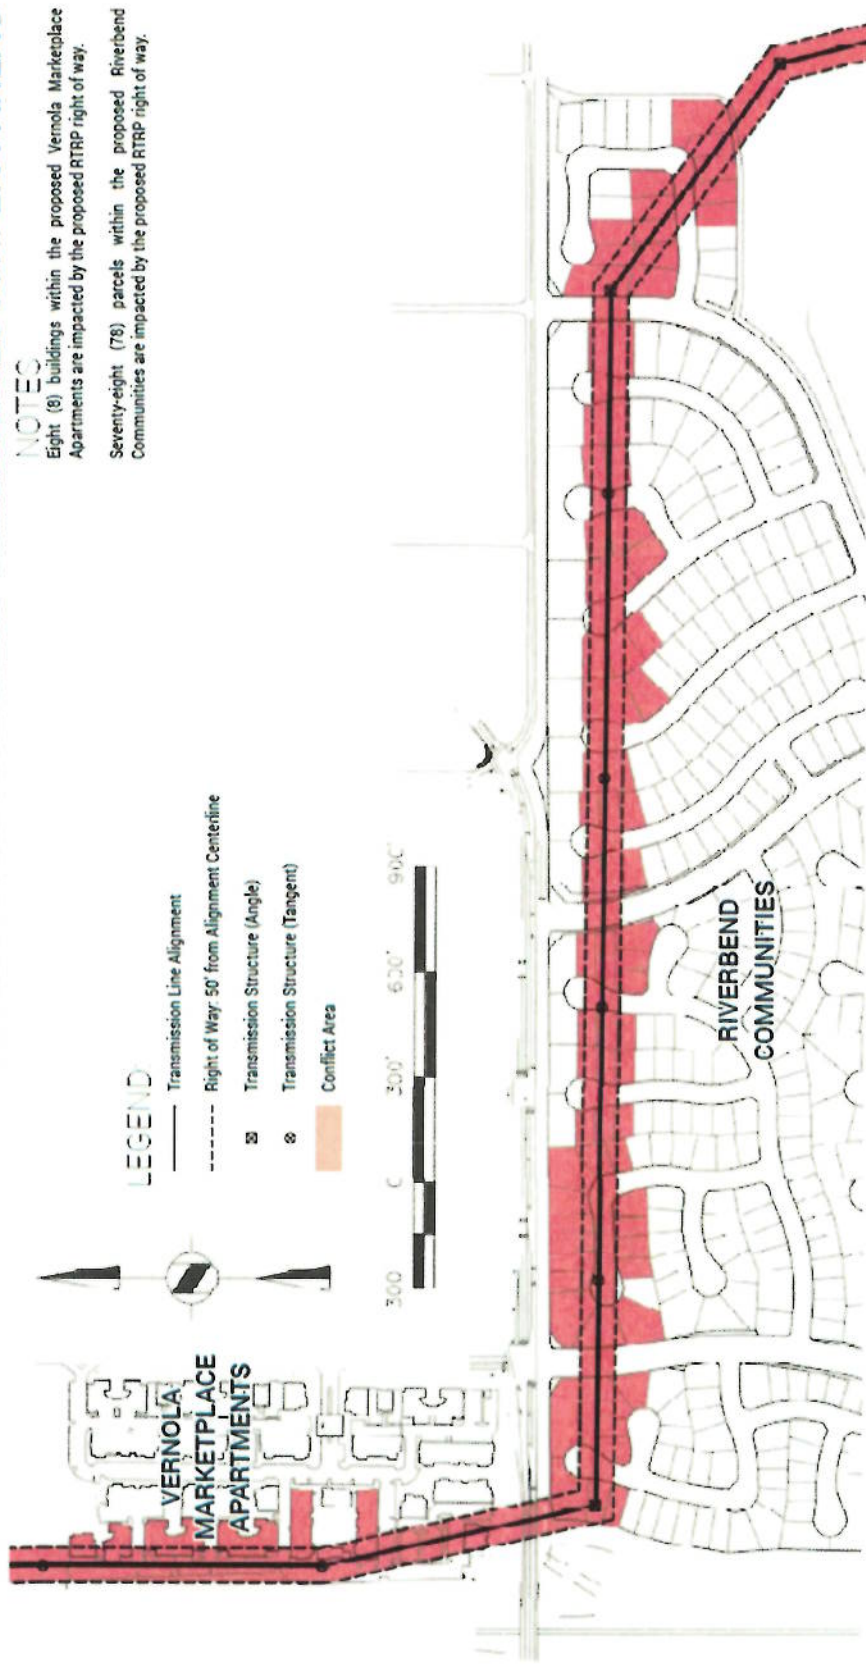 NOTES
Eight (8) buildings within the proposed Vernola Marketplace
Apartments are impacted by the proposed RTRP right of way.
Seventy-eight (78) parcels within the proposed Riverbend
Communities are impacted by the proposed RTRP right of way.
LEGEND
Transmission Line Alignment
Right of Way: 50' from Alignment Centerline
Transmission Structure (Angle)
Transmission Structure (Tangent)
Conflict Area
300 0 300' 600' 900'
VERNOLA
MARKETPLACE
APARTMENTS
RIVERBEND
COMMUNITIES